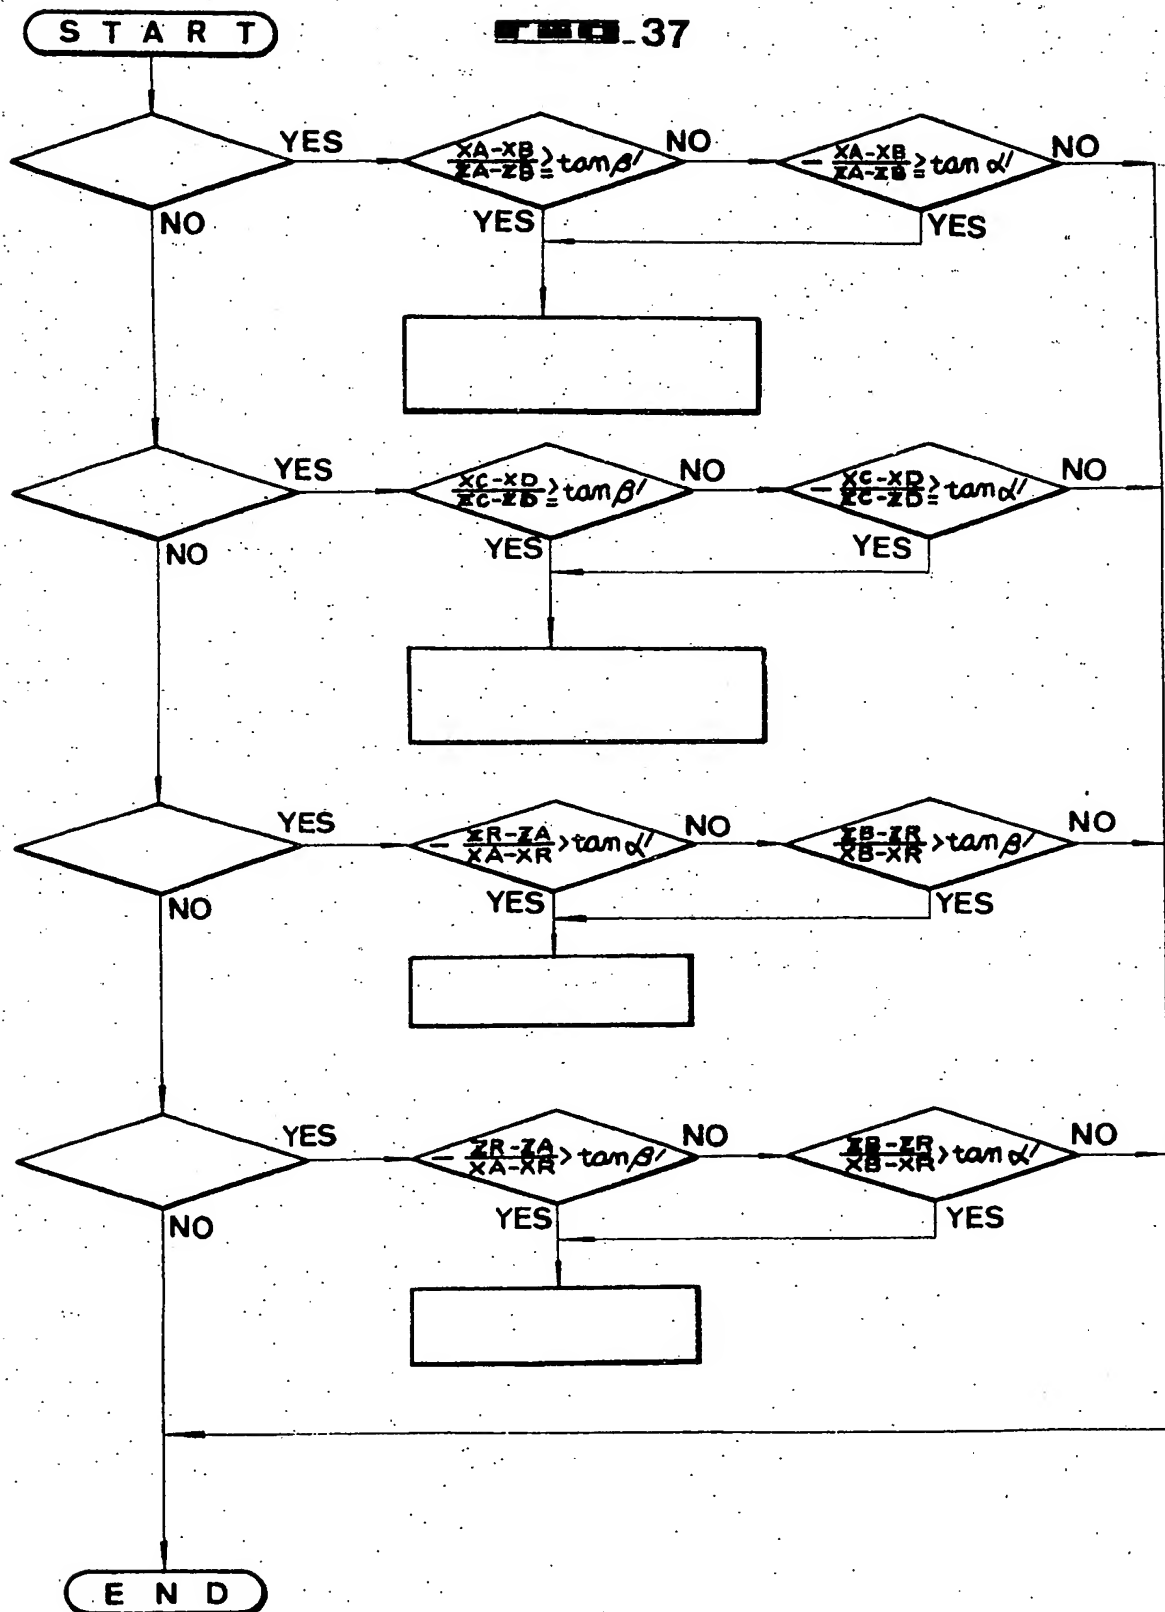 START
37
YES
XA-XB/ZA-ZB ≧ tan β′
NO
- XA-XB/ZA-ZB ≧ tan α′
NO
NO
YES
YES
YES
XC-XD/ZC-ZD ≧ tan β′
NO
- XC-XD/ZC-ZD ≧ tan α′
NO
NO
YES
YES
YES
- ZR-ZA/XA-XR > tan α′
NO
ZB-ZR/XB-XR > tan β′
NO
NO
YES
YES
YES
- ZR-ZA/XA-XR > tan β′
NO
ZB-ZR/XB-XR > tan α′
NO
NO
YES
YES
END